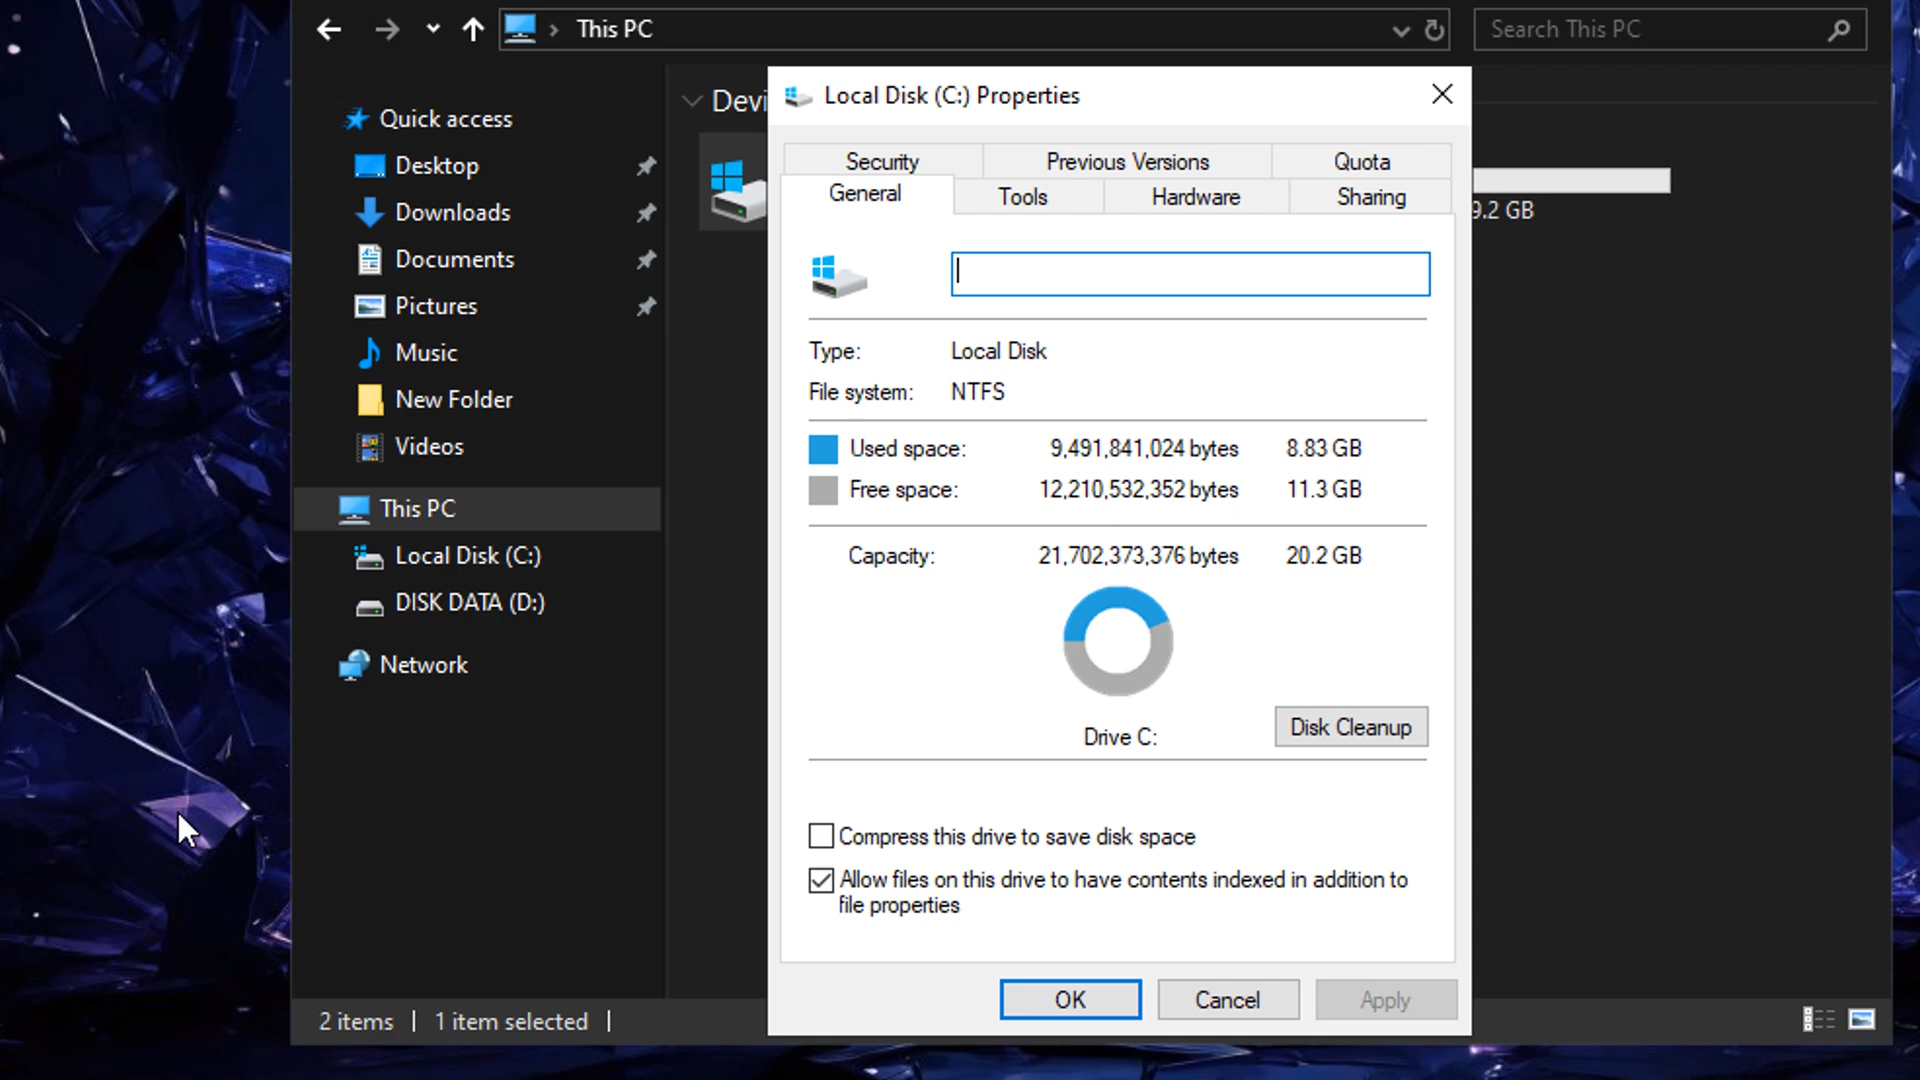 This PC
Search This PC
Quick access
Desktop
Downloads
Documents
Pictures
Music
New Folder
Videos
This PC
Local Disk (C:)
DISK DATA (D:)
Network
Local Disk (C:) Properties
Security
Previous Versions
Quota
General
Tools
Hardware
Sharing
Type: Local Disk
File system: NTFS
Used space: 9,491,841,024 bytes 8.83 GB
Free space: 12,210,532,352 bytes 11.3 GB
Capacity: 21,702,373,376 bytes 20.2 GB
Drive C:
Disk Cleanup
Compress this drive to save disk space
Allow files on this drive to have contents indexed in addition to
file properties
OK
Cancel
Apply
9.2 GB
2 items
1 item selected